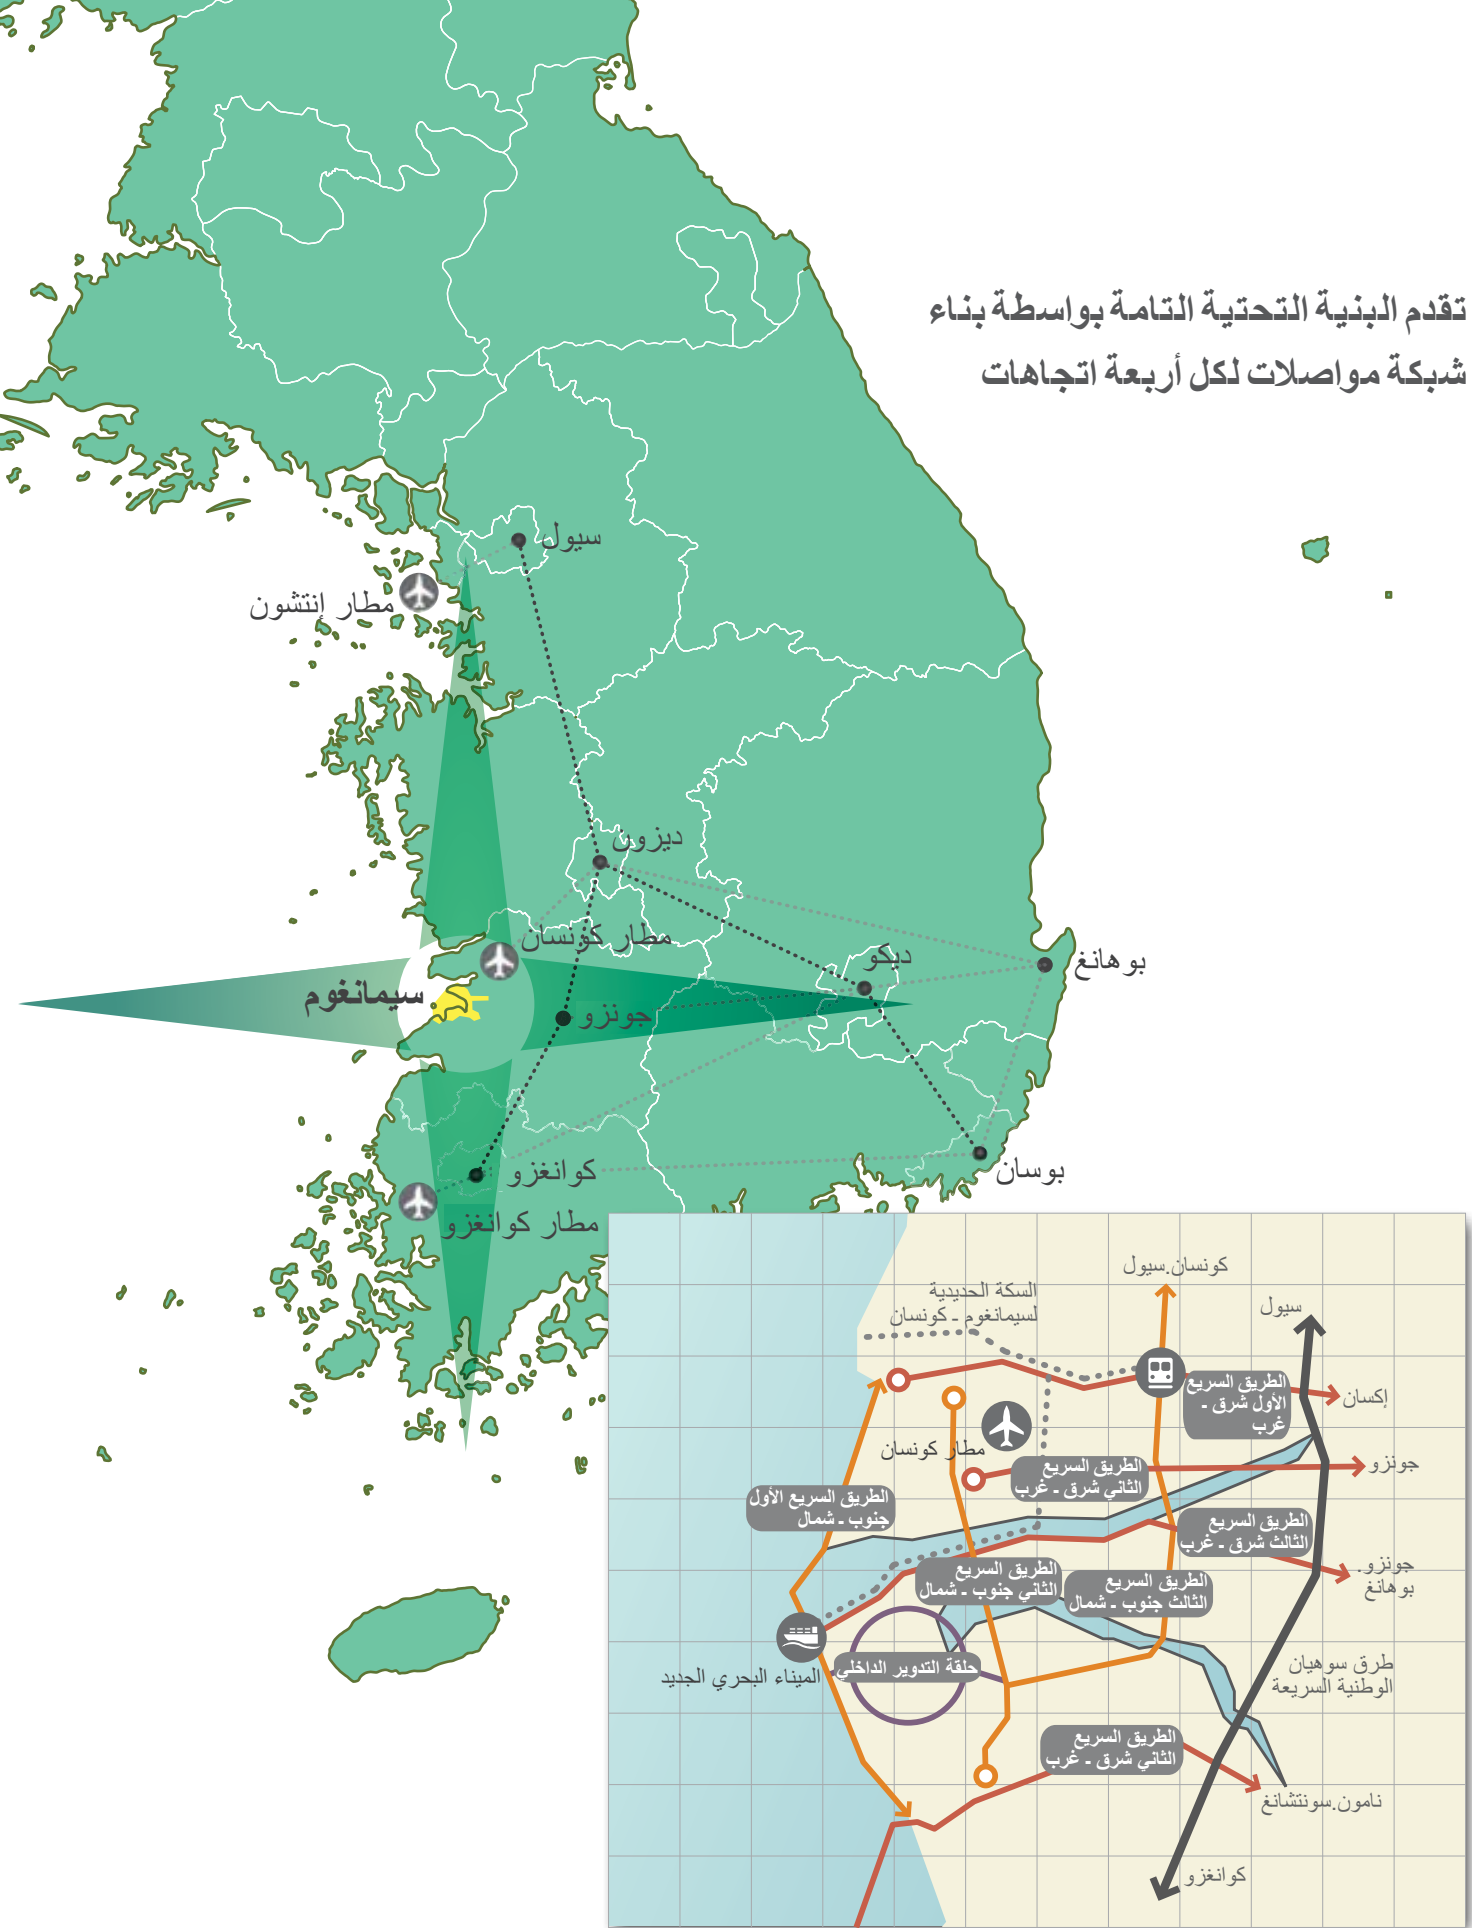 تقدم البنية التحتية التامة بواسطة بناء
شبكة مواصلات لكل أربعة اتجاهات
سيول
مطار إنتشون
ديزون
مطار كونسان
ديكو
بوهانغ
سيمانغوم
جونزو
كوانغزو
بوسان
مطار كوانغزو
كونسان.سيول
السكة الحديدية
لسيمانغوم ـ كونسان
سيول
الطريق السريع
الأول شرق ـ
غرب
إكسان
مطار كونسان
جونزو
الطريق السريع
الثاني شرق ـ غرب
الطريق السريع الأول
جنوب ـ شمال
الطريق السريع
الثالث شرق ـ غرب
جونزو.
بوهانغ
الطريق السريع
الثاني جنوب ـ شمال
الطريق السريع
الثالث جنوب ـ شمال
حلقة التدوير الداخلي
الميناء البحري الجديد
طرق سوهيان
الوطنية السريعة
الطريق السريع
الثاني شرق ـ غرب
نامون.سونتشانغ
كوانغزو